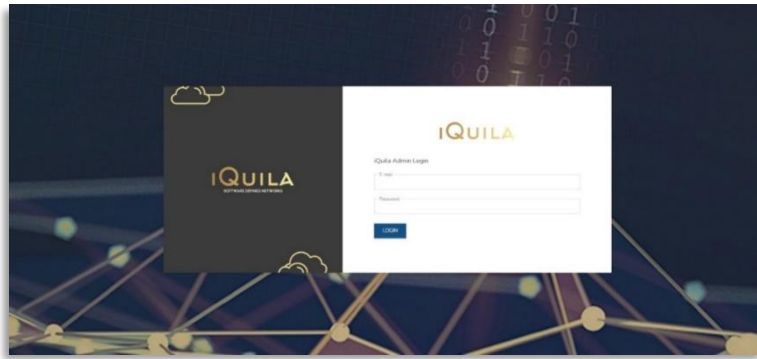 iQUILA
SOFTWARE DEFINED NETWORKS
iQUILA
iQuila Admin Login
E-mail
Password
LOGIN